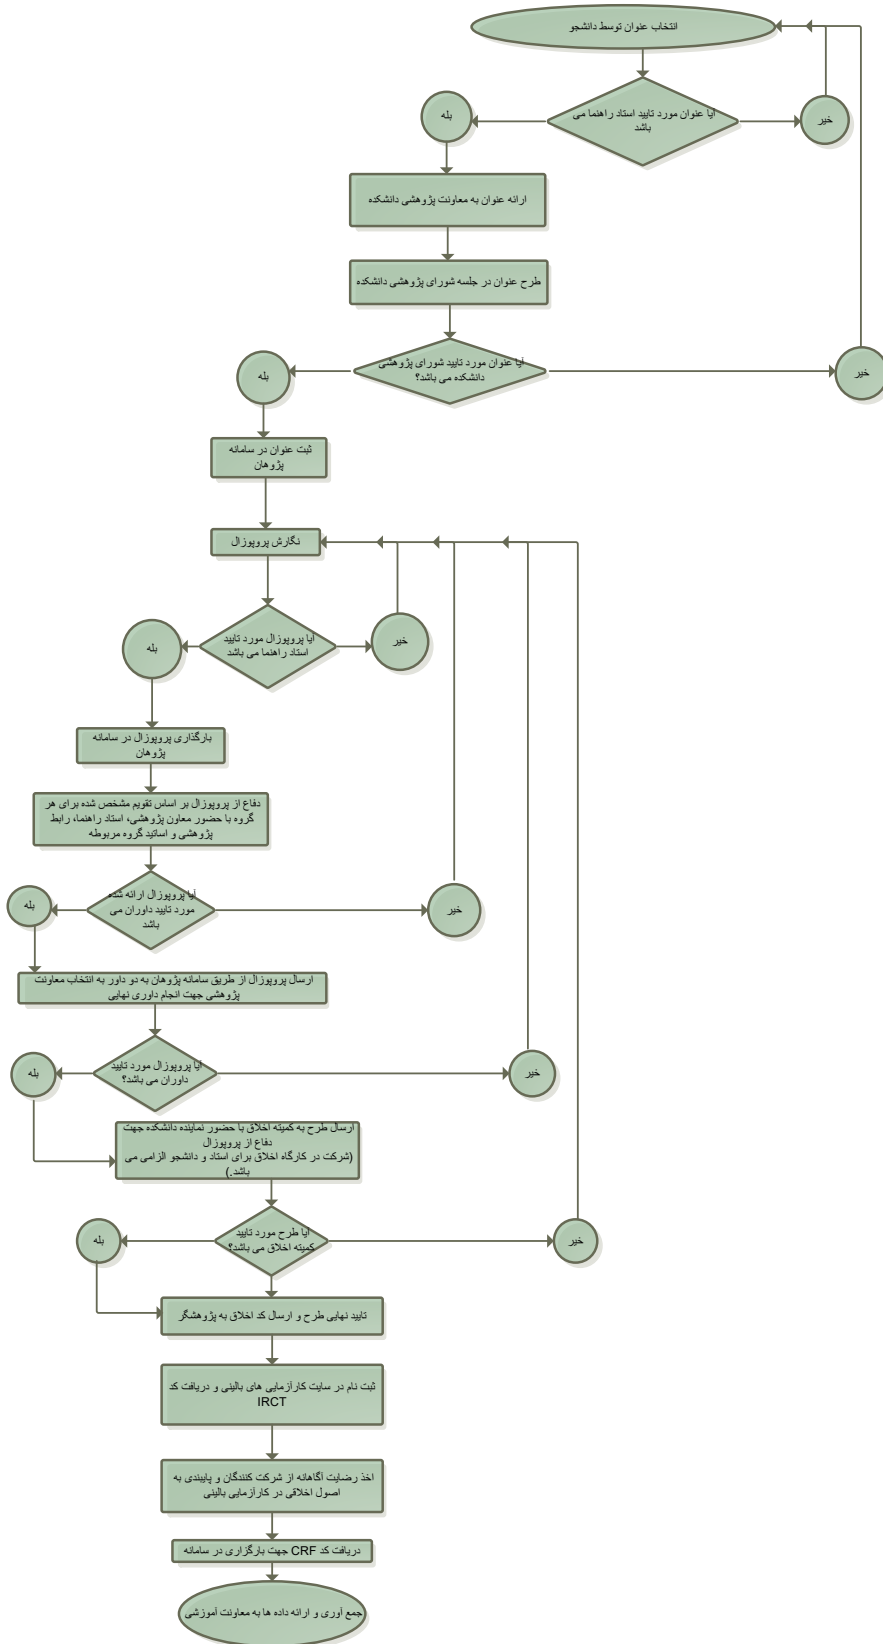 انتخاب عنوان توسط دانشجو
آیا عنوان مورد تایید استاد راهنما می
باشد
بله
خیر
ارائه عنوان به معاونت پژوهشی دانشکده
طرح عنوان در جلسه شورای پژوهشی دانشکده
آیا عنوان مورد تایید شورای پژوهشی
دانشکده می باشد؟
بله
خیر
ثبت عنوان در سامانه
پژوهان
نگارش پروپوزال
آیا پروپوزال مورد تایید
استاد راهنما می باشد
بله
خیر
بارگذاری پروپوزال در سامانه
پژوهان
دفاع از پروپوزال بر اساس تقویم مشخص شده برای هر
گروه با حضور معاون پژوهشی، استاد راهنما، رابط
پژوهشی و اساتید گروه مربوطه
آیا پروپوزال ارائه شده
مورد تایید داوران می
باشد
بله
خیر
ارسال پروپوزال از طریق سامانه پژوهان به دو داور به انتخاب معاونت
پژوهشی جهت انجام داوری نهایی
آیا پروپوزال مورد تایید
داوران می باشد؟
بله
خیر
ارسال طرح به کمیته اخلاق با حضور نماینده دانشکده جهت
دفاع از پروپوزال
(شرکت در کارگاه اخلاق برای استاد و دانشجو الزامی می
باشد.)
آیا طرح مورد تایید
کمیته اخلاق می باشد؟
بله
خیر
تایید نهایی طرح و ارسال کد اخلاق به پژوهشگر
ثبت نام در سایت کارآزمایی های بالینی و دریافت کد
IRCT
اخذ رضایت آگاهانه از شرکت کنندگان و پایبندی به
اصول اخلاقی در کارآزمایی بالینی
دریافت کد CRF جهت بارگزاری در سامانه
جمع آوری و ارائه داده ها به معاونت آموزشی